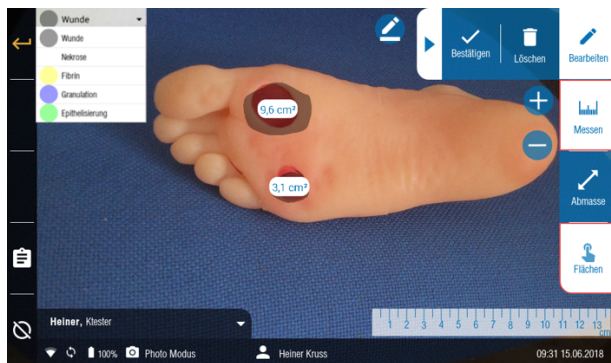 Wunde
Wunde
Nekrose
Fibrin
Granulation
Epithelisierung
Bestätigen
Löschen
Bearbeiten
Messen
Abmasse
Flächen
9,6 cm²
3,1 cm²
Heiner, Ktester
1 2 3 4 5 6 7 8 9 10 11 12 13
cm
100% Photo Modus Heiner Kruss 09:31 15.06.2018